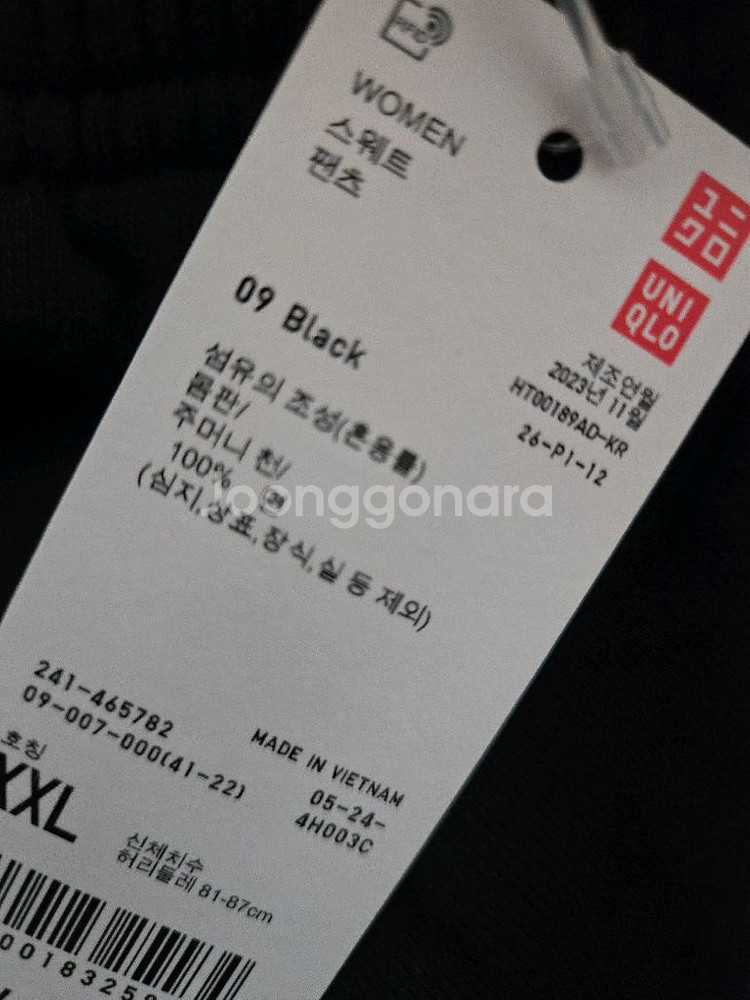 RFID
WOMEN
스웨트
팬츠
유니
クロ
UNI
QLO
09 Black
제조연월
2023년 11월
HT00189AD-KR
26-P1-12
섬유의 조성(혼용률)
몸판/
주머니 천/
100% 면
(심지,상표,장식,실 등 제외)
Joonggonara
241-465782
09-007-000(41-22)
MADE IN VIETNAM
05-24-
4H003C
호칭
XXL
신체치수
허리둘레 81-87cm